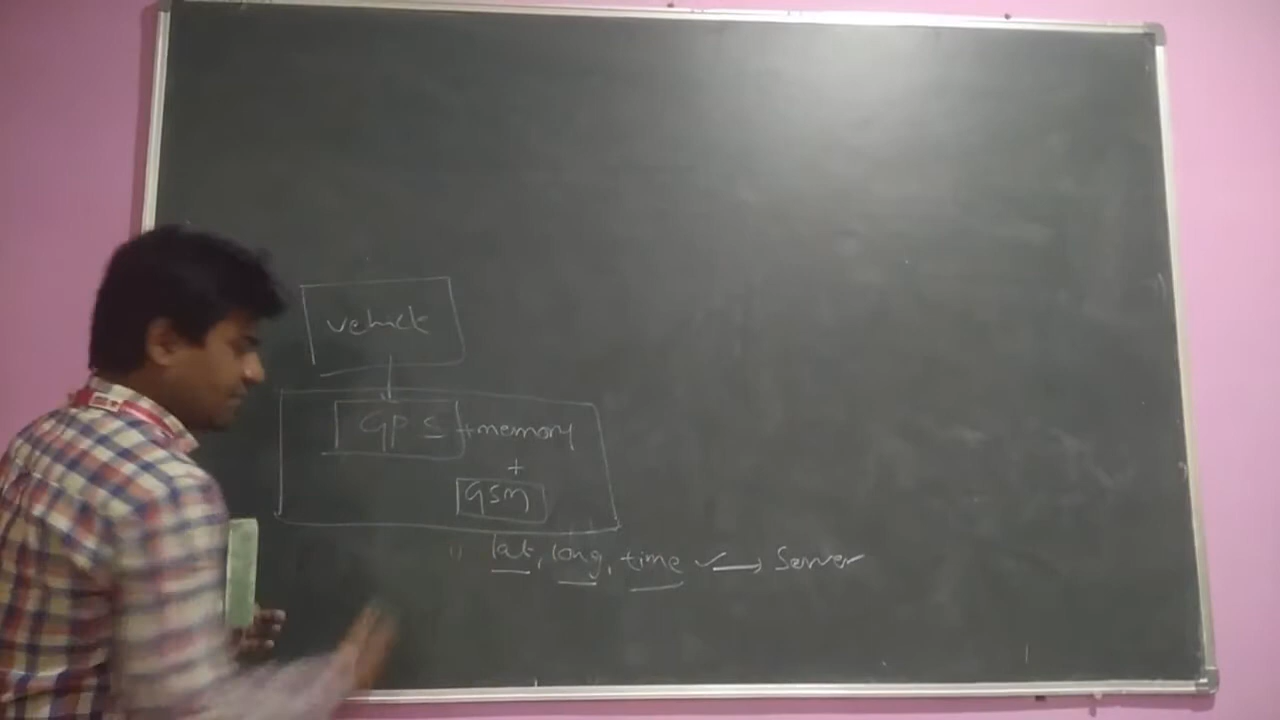 vehicle
GPS +memory
+
GSM
lat, long, time ✓ → Server